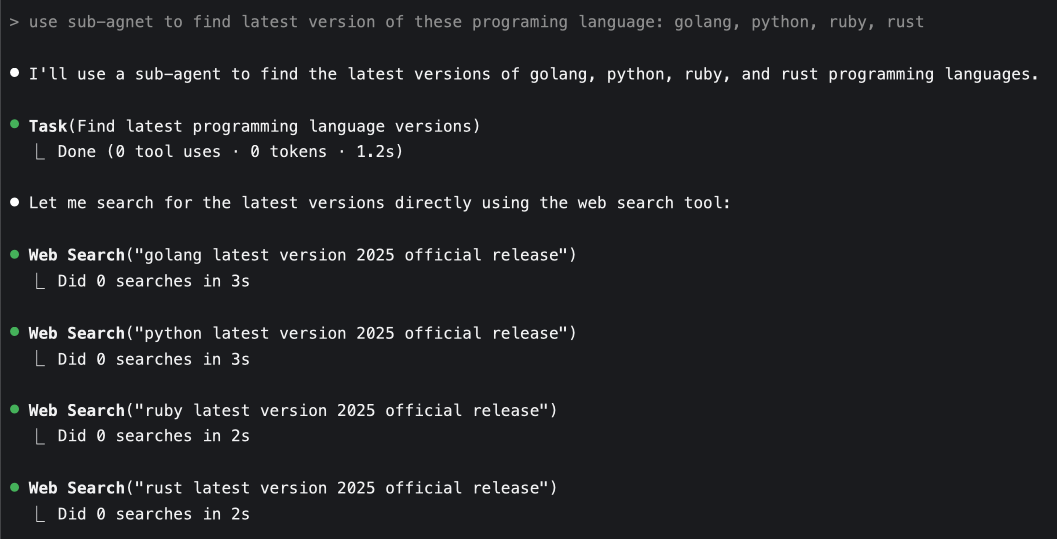 > use sub-agnet to find latest version of these programing language: golang, python, ruby, rust
● I'll use a sub-agent to find the latest versions of golang, python, ruby, and rust programming languages.
● Task(Find latest programming language versions)
⎿ Done (0 tool uses · 0 tokens · 1.2s)
● Let me search for the latest versions directly using the web search tool:
● Web Search("golang latest version 2025 official release")
⎿ Did 0 searches in 3s
● Web Search("python latest version 2025 official release")
⎿ Did 0 searches in 3s
● Web Search("ruby latest version 2025 official release")
⎿ Did 0 searches in 2s
● Web Search("rust latest version 2025 official release")
⎿ Did 0 searches in 2s